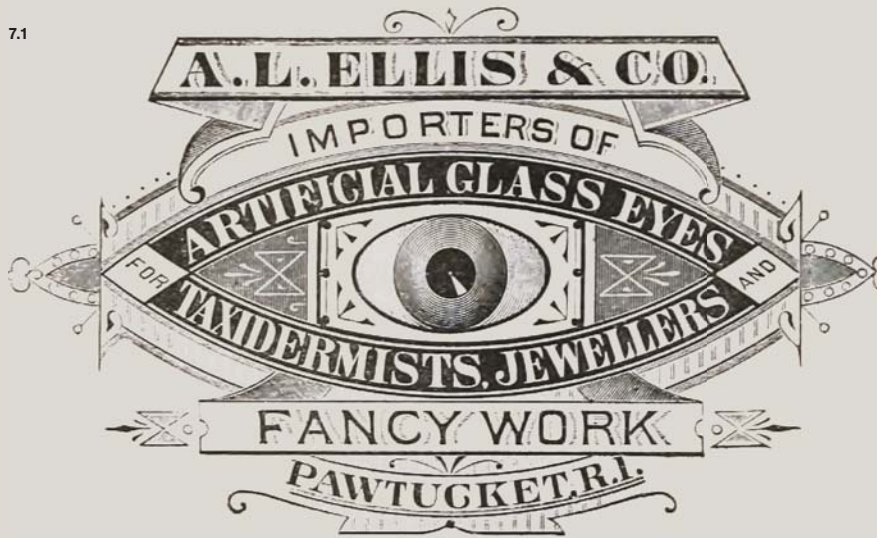 7.1
A.L.ELLIS & CO.
IMPORTERS OF
ARTIFICIAL GLASS EYES
FOR
AND
TAXIDERMISTS, JEWELLERS
FANCY WORK
PAWTUCKET, R.I.